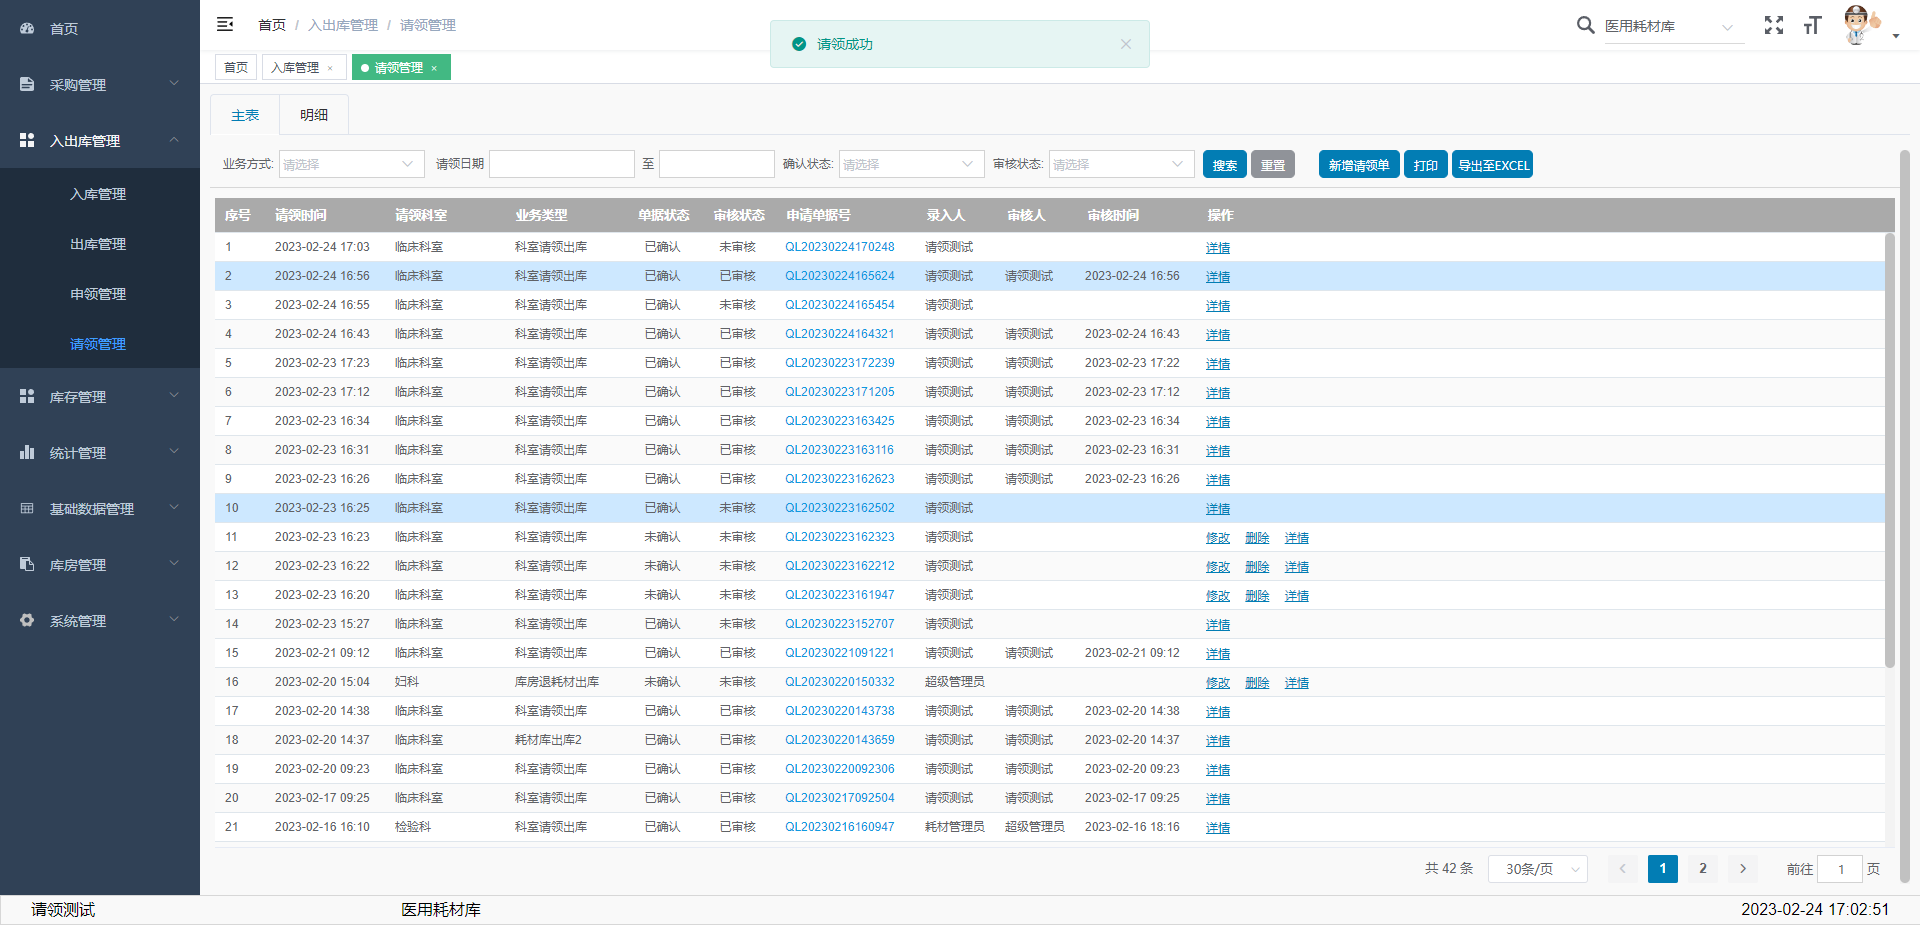 首页
采购管理
入出库管理
入库管理
出库管理
申领管理
请领管理
库存管理
统计管理
基础数据管理
库房管理
系统管理
首页 / 入出库管理 / 请领管理
请领成功
医用耗材库
首页 入库管理 × 请领管理 ×
主表 明细
业务方式: 请选择 请领日期 至 确认状态: 请选择 审核状态: 请选择 搜索 重置 新增请领单 打印 导出至EXCEL
序号 请领时间 请领科室 业务类型 单据状态 审核状态 申请单据号 录入人 审核人 审核时间 操作
1 2023-02-24 17:03 临床科室 科室请领出库 已确认 未审核 QL20230224170248 请领测试 详情
2 2023-02-24 16:56 临床科室 科室请领出库 已确认 已审核 QL20230224165624 请领测试 请领测试 2023-02-24 16:56 详情
3 2023-02-24 16:55 临床科室 科室请领出库 已确认 未审核 QL20230224165454 请领测试 详情
4 2023-02-24 16:43 临床科室 科室请领出库 已确认 已审核 QL20230224164321 请领测试 请领测试 2023-02-24 16:43 详情
5 2023-02-23 17:23 临床科室 科室请领出库 已确认 已审核 QL20230223172239 请领测试 请领测试 2023-02-23 17:22 详情
6 2023-02-23 17:12 临床科室 科室请领出库 已确认 已审核 QL20230223171205 请领测试 请领测试 2023-02-23 17:12 详情
7 2023-02-23 16:34 临床科室 科室请领出库 已确认 已审核 QL20230223163425 请领测试 请领测试 2023-02-23 16:34 详情
8 2023-02-23 16:31 临床科室 科室请领出库 已确认 已审核 QL20230223163116 请领测试 请领测试 2023-02-23 16:31 详情
9 2023-02-23 16:26 临床科室 科室请领出库 已确认 已审核 QL20230223162623 请领测试 请领测试 2023-02-23 16:26 详情
10 2023-02-23 16:25 临床科室 科室请领出库 已确认 未审核 QL20230223162502 请领测试 详情
11 2023-02-23 16:23 临床科室 科室请领出库 未确认 未审核 QL20230223162323 请领测试 修改 删除 详情
12 2023-02-23 16:22 临床科室 科室请领出库 未确认 未审核 QL20230223162212 请领测试 修改 删除 详情
13 2023-02-23 16:20 临床科室 科室请领出库 未确认 未审核 QL20230223161947 请领测试 修改 删除 详情
14 2023-02-23 15:27 临床科室 科室请领出库 已确认 未审核 QL20230223152707 请领测试 详情
15 2023-02-21 09:12 临床科室 科室请领出库 已确认 已审核 QL20230221091221 请领测试 请领测试 2023-02-21 09:12 详情
16 2023-02-20 15:04 妇科 库房退耗材出库 未确认 未审核 QL20230220150332 超级管理员 修改 删除 详情
17 2023-02-20 14:38 临床科室 科室请领出库 已确认 已审核 QL20230220143738 请领测试 请领测试 2023-02-20 14:38 详情
18 2023-02-20 14:37 临床科室 耗材库出库2 已确认 已审核 QL20230220143659 请领测试 请领测试 2023-02-20 14:37 详情
19 2023-02-20 09:23 临床科室 科室请领出库 已确认 已审核 QL20230220092306 请领测试 请领测试 2023-02-20 09:23 详情
20 2023-02-17 09:25 临床科室 科室请领出库 已确认 已审核 QL20230217092504 请领测试 请领测试 2023-02-17 09:25 详情
21 2023-02-16 16:10 检验科 科室请领出库 已确认 已审核 QL20230216160947 耗材管理员 超级管理员 2023-02-16 18:16 详情
共 42 条 30条/页 1 2 前往 1 页
请领测试 医用耗材库 2023-02-24 17:02:51